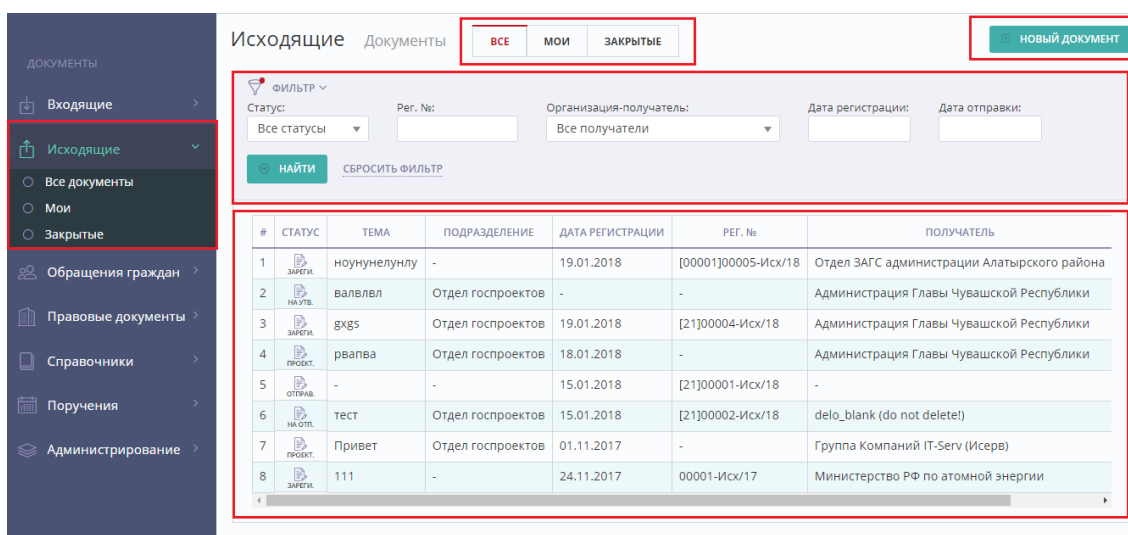 ДОКУМЕНТЫ
Входящие
Исходящие
Все документы
Мои
Закрытые
Обращения граждан
Правовые документы
Справочники
Поручения
Администрирование
Исходящие Документы ВСЕ МОИ ЗАКРЫТЫЕ НОВЫЙ ДОКУМЕНТ
ФИЛЬТР
Статус: Рег. №: Организация-получатель: Дата регистрации: Дата отправки:
Все статусы Все получатели
НАЙТИ СБРОСИТЬ ФИЛЬТР
# СТАТУС ТЕМА ПОДРАЗДЕЛЕНИЕ ДАТА РЕГИСТРАЦИИ РЕГ. № ПОЛУЧАТЕЛЬ
1 ЗАРЕГИ. ноунунелунлу - 19.01.2018 [00001]00005-Исх/18 Отдел ЗАГС администрации Алатырского района
2 НА УТВ. валвлвл Отдел госпроектов - - Администрация Главы Чувашской Республики
3 ЗАРЕГИ. gxgs Отдел госпроектов 19.01.2018 [21]00004-Исх/18 Администрация Главы Чувашской Республики
4 ПРОЕКТ. рвапва Отдел госпроектов 18.01.2018 - Администрация Главы Чувашской Республики
5 ОТПРАВ. - - 15.01.2018 [21]00001-Исх/18 -
6 НА ОТП. тест Отдел госпроектов 15.01.2018 [21]00002-Исх/18 delo_blank (do not delete!)
7 ПРОЕКТ. Привет Отдел госпроектов 01.11.2017 - Группа Компаний IT-Serv (Исерв)
8 ЗАРЕГИ. 111 - 24.11.2017 00001-Исх/17 Министерство РФ по атомной энергии